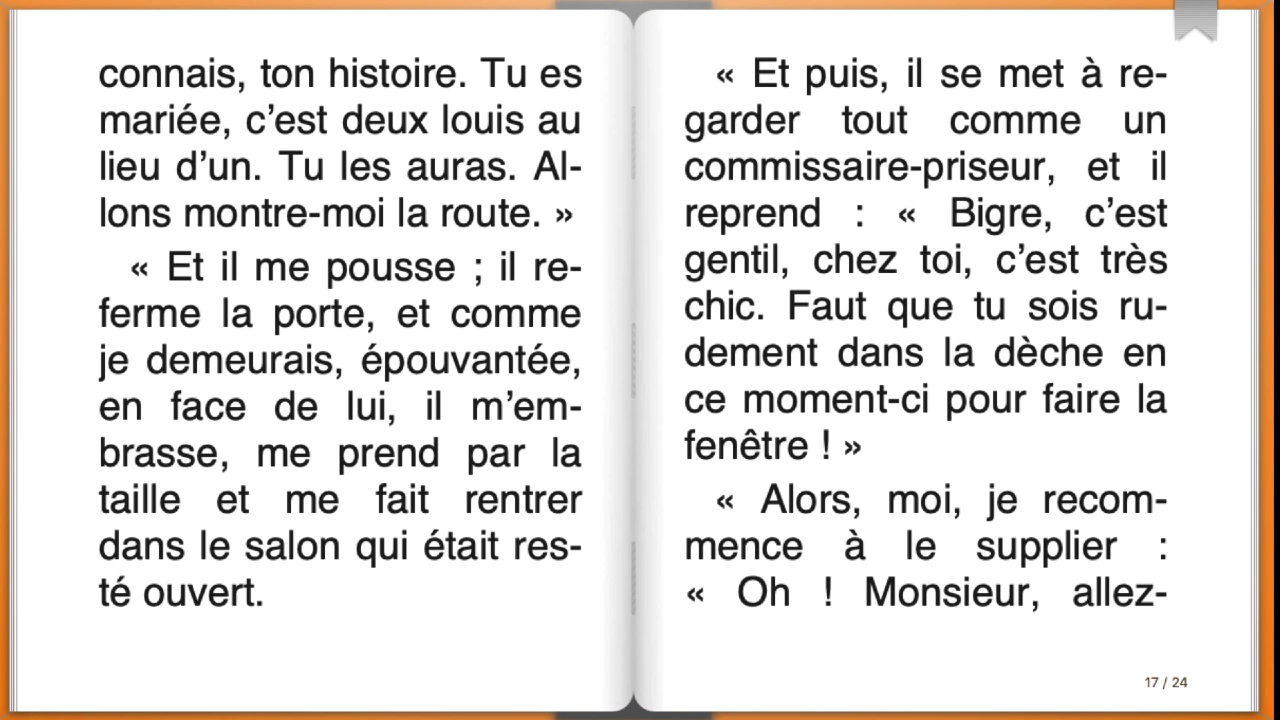 connais, ton histoire. Tu es
mariée, c’est deux louis au
lieu d’un. Tu les auras. Al-
lons montre-moi la route. »
« Et il me pousse ; il re-
ferme la porte, et comme
je demeurais, épouvantée,
en face de lui, il m’em-
brasse, me prend par la
taille et me fait rentrer
dans le salon qui était res-
té ouvert.
« Et puis, il se met à re-
garder tout comme un
commissaire-priseur, et il
reprend : « Bigre, c’est
gentil, chez toi, c’est très
chic. Faut que tu sois ru-
dement dans la dèche en
ce moment-ci pour faire la
fenêtre ! »
« Alors, moi, je recom-
mence à le supplier :
« Oh ! Monsieur, allez-
17 / 24